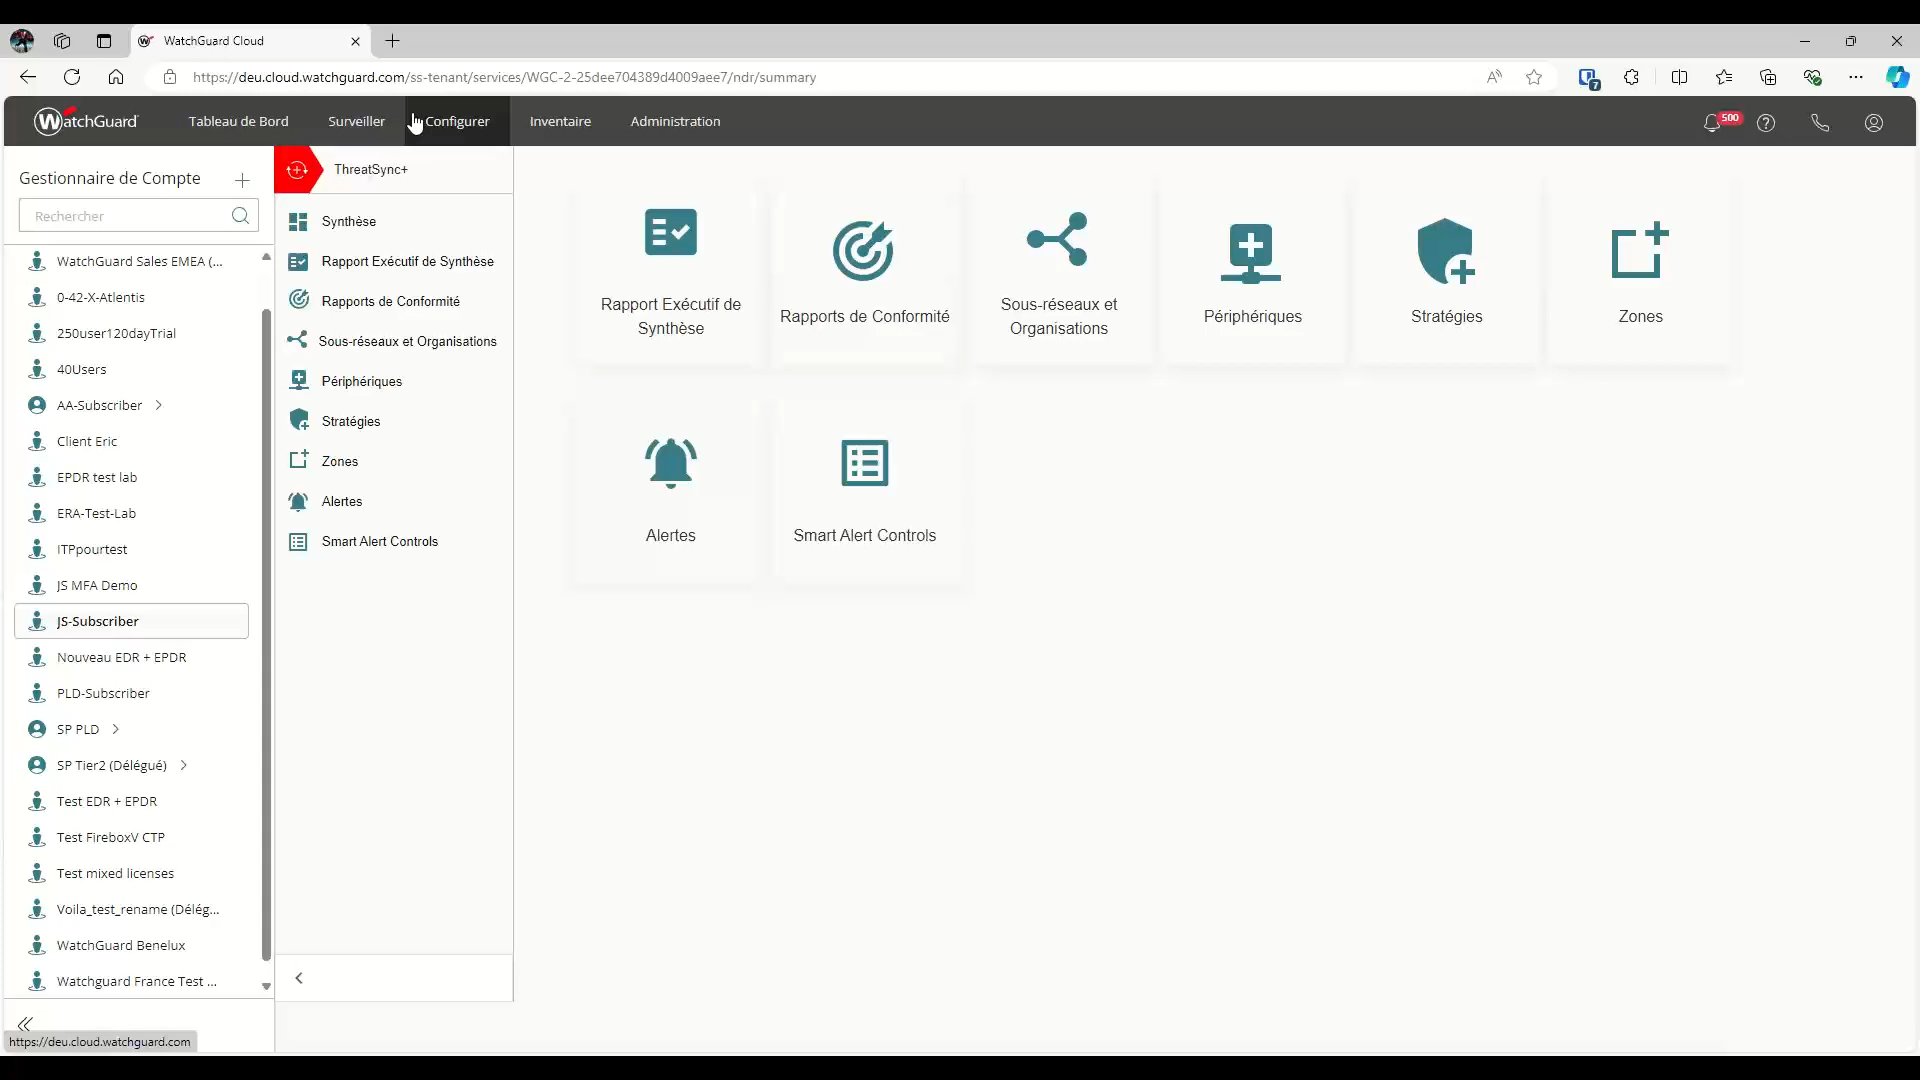 WatchGuard Cloud
https://deu.cloud.watchguard.com/ss-tenant/services/WGC-2-25dee704389d4009aee7/ndr/summary
7
WatchGuard
Tableau de Bord
Surveiller
Configurer
Inventaire
Administration
500
Gestionnaire de Compte
Rechercher
WatchGuard Sales EMEA (...
0-42-X-Atlentis
250user120dayTrial
40Users
AA-Subscriber
Client Eric
EPDR test lab
ERA-Test-Lab
ITPpourtest
JS MFA Demo
JS-Subscriber
Nouveau EDR + EPDR
PLD-Subscriber
SP PLD
SP Tier2 (Délégué)
Test EDR + EPDR
Test FireboxV CTP
Test mixed licenses
Voila_test_rename (Délég...
WatchGuard Benelux
Watchguard France Test ...
https://deu.cloud.watchguard.com
ThreatSync+
Synthèse
Rapport Exécutif de Synthèse
Rapports de Conformité
Sous-réseaux et Organisations
Périphériques
Stratégies
Zones
Alertes
Smart Alert Controls
Rapport Exécutif de
Synthèse
Rapports de Conformité
Sous-réseaux et
Organisations
Périphériques
Stratégies
Zones
Alertes
Smart Alert Controls